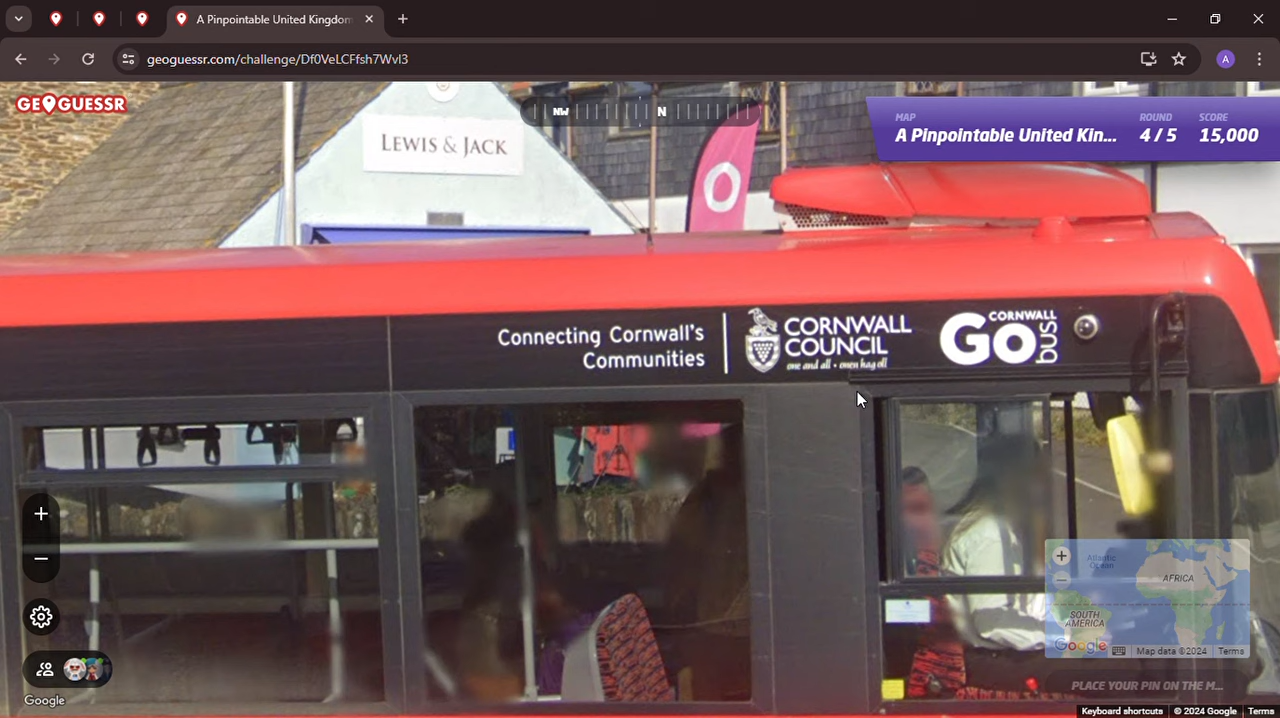 A Pinpointable United Kingdom
geoguessr.com/challenge/Df0VeLCFfsh7Wvl3
A
GEOGUESSR
NW
N
MAP
ROUND
SCORE
A Pinpointable United Kin...
4 / 5
15,000
LEWIS & JACK
Connecting Cornwall's
Communities
CORNWALL
COUNCIL
one and all • onen hag oll
CORNWALL
GO
bus
Atlantic
Ocean
AFRICA
SOUTH
AMERICA
Google
Map data ©2024
Terms
PLACE YOUR PIN ON THE M...
Google
Keyboard shortcuts
© 2024 Google
Terms